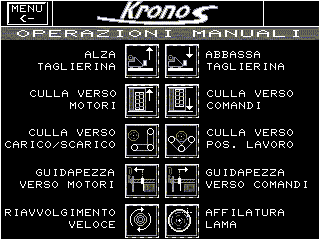 MENU
<-
Kronos
OPERAZIONI MANUALI
ALZA
TAGLIERINA
ABBASSA
TAGLIERINA
CULLA VERSO
MOTORI
CULLA VERSO
COMANDI
CULLA VERSO
CARICO/SCARICO
CULLA VERSO
POS. LAVORO
GUIDAPEZZA
VERSO MOTORI
GUIDAPEZZA
VERSO COMANDI
RIAVVOLGIMENTO
VELOCE
AFFILATURA
LAMA